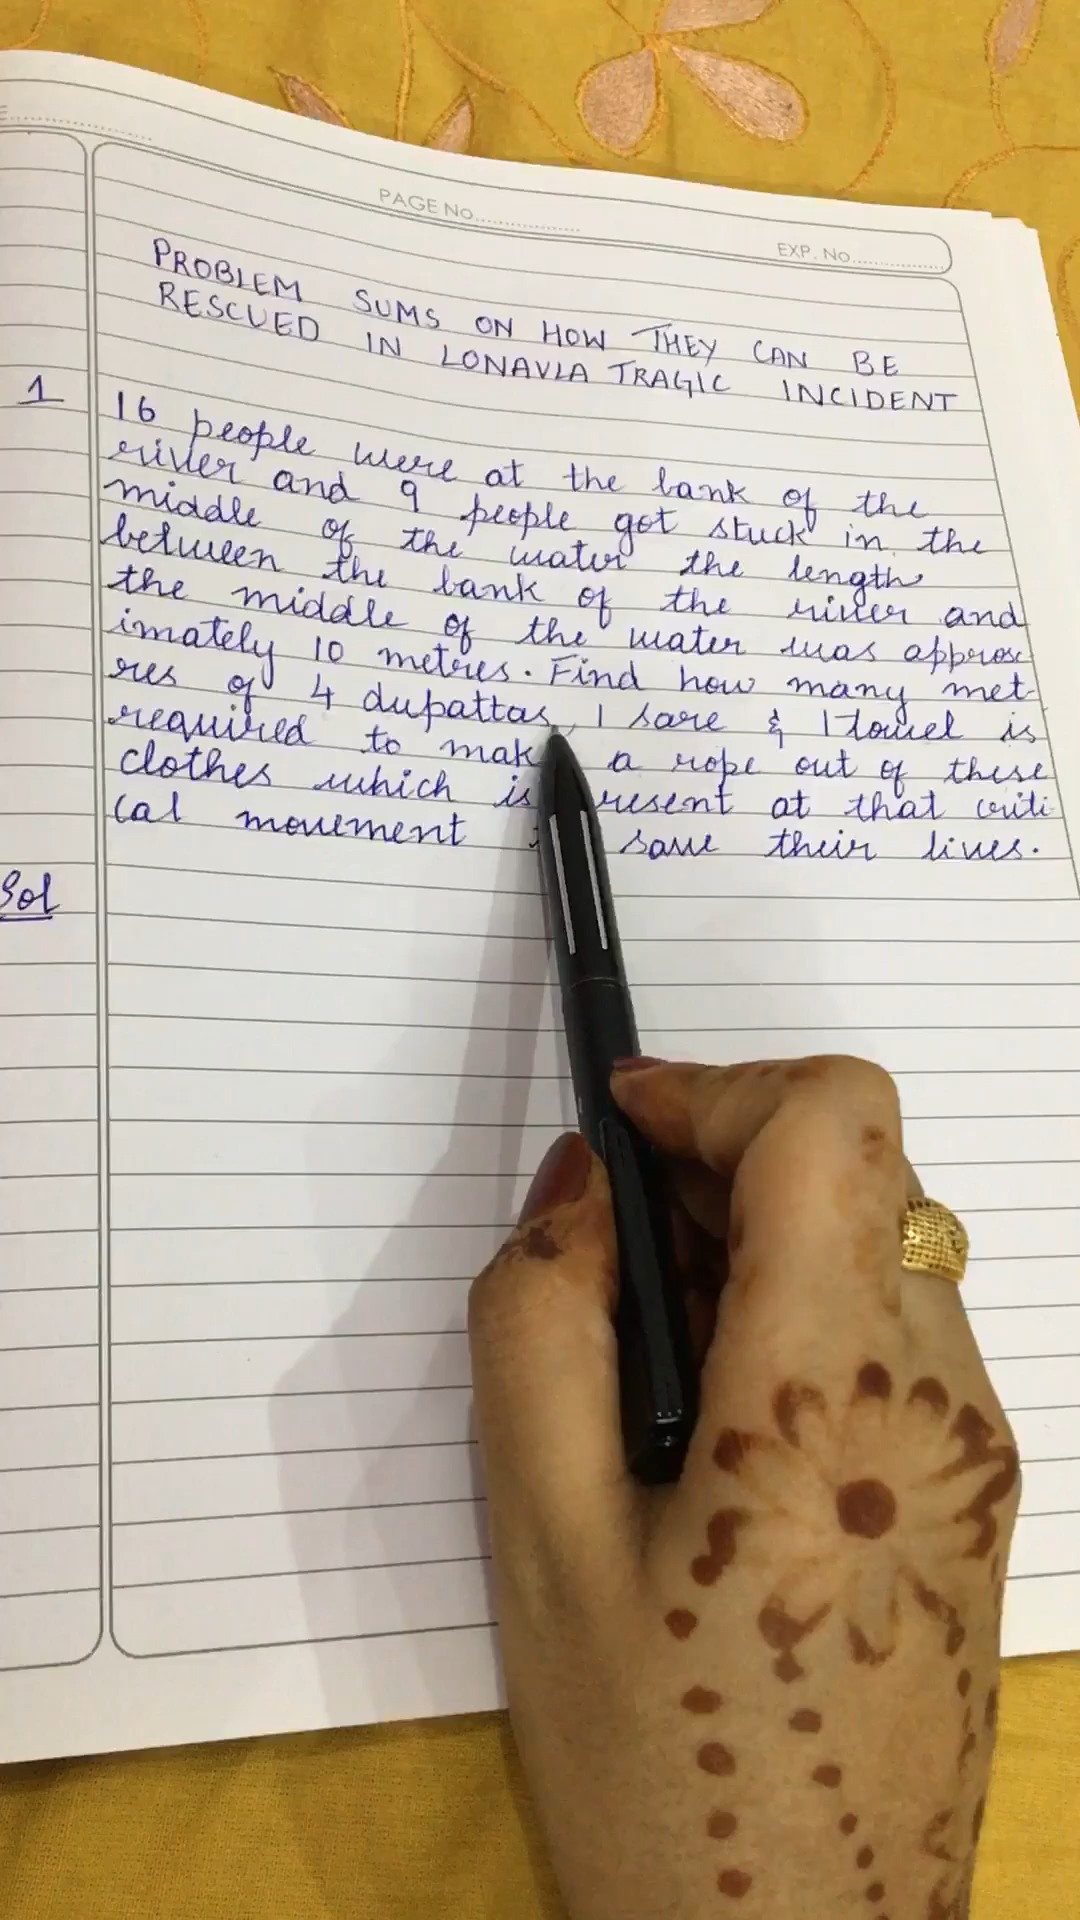 E
PAGE No.
EXP. No.
PROBLEM SUMS ON HOW THEY CAN BE
RESCUED IN LONAVLA TRAGIC INCIDENT
1 16 people were at the bank of the
river and 9 people got stuck in the
middle of the water the length
between the bank of the river and
the middle of the water was approx
imately 10 metres. Find how many met-
res of 4 dupattas, 1 sare & 1 towel is
required to mak a rope out of these
clothes which is resent at that criti
cal movement save their lives.
Sol